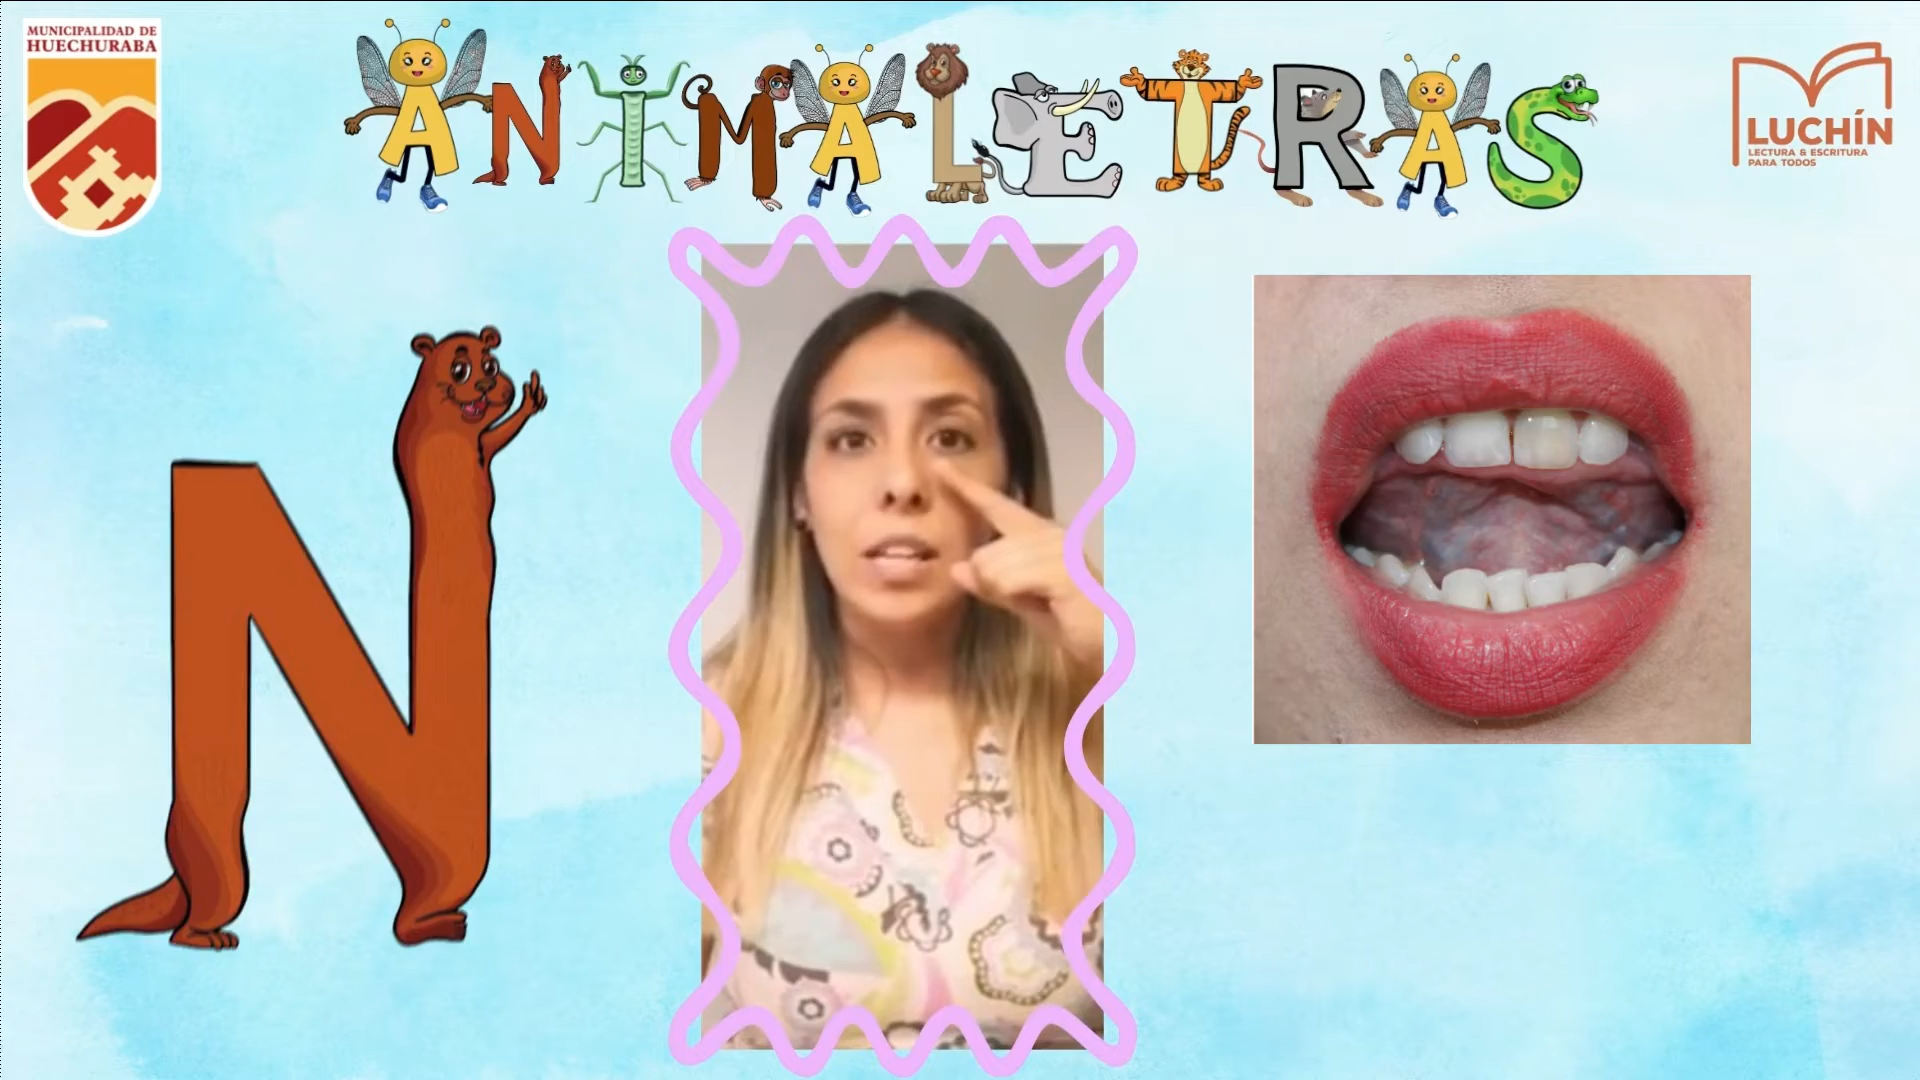 MUNICIPALIDAD DE
HUECHURABA
ANIMALETRAS
LUCHÍN
LECTURA & ESCRITURA
PARA TODOS
N